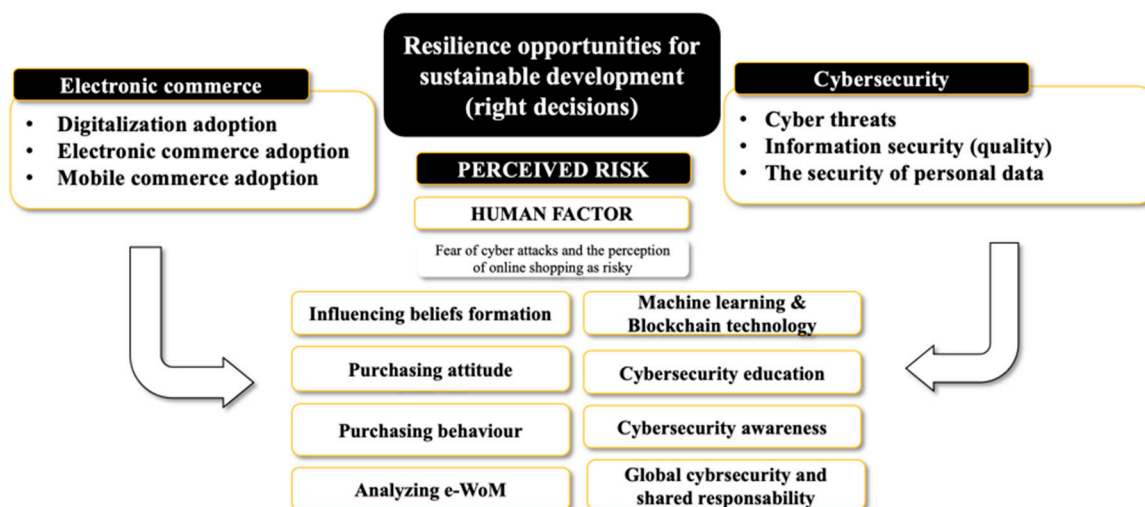 Resilience opportunities for
sustainable development
(right decisions)
Electronic commerce
• Digitalization adoption
• Electronic commerce adoption
• Mobile commerce adoption
Cybersecurity
• Cyber threats
• Information security (quality)
• The security of personal data
PERCEIVED RISK
HUMAN FACTOR
Fear of cyber attacks and the perception
of online shopping as risky
Influencing beliefs formation
Purchasing attitude
Purchasing behaviour
Analyzing e-WoM
Machine learning &
Blockchain technology
Cybersecurity education
Cybersecurity awareness
Global cybrsecurity and
shared responsability